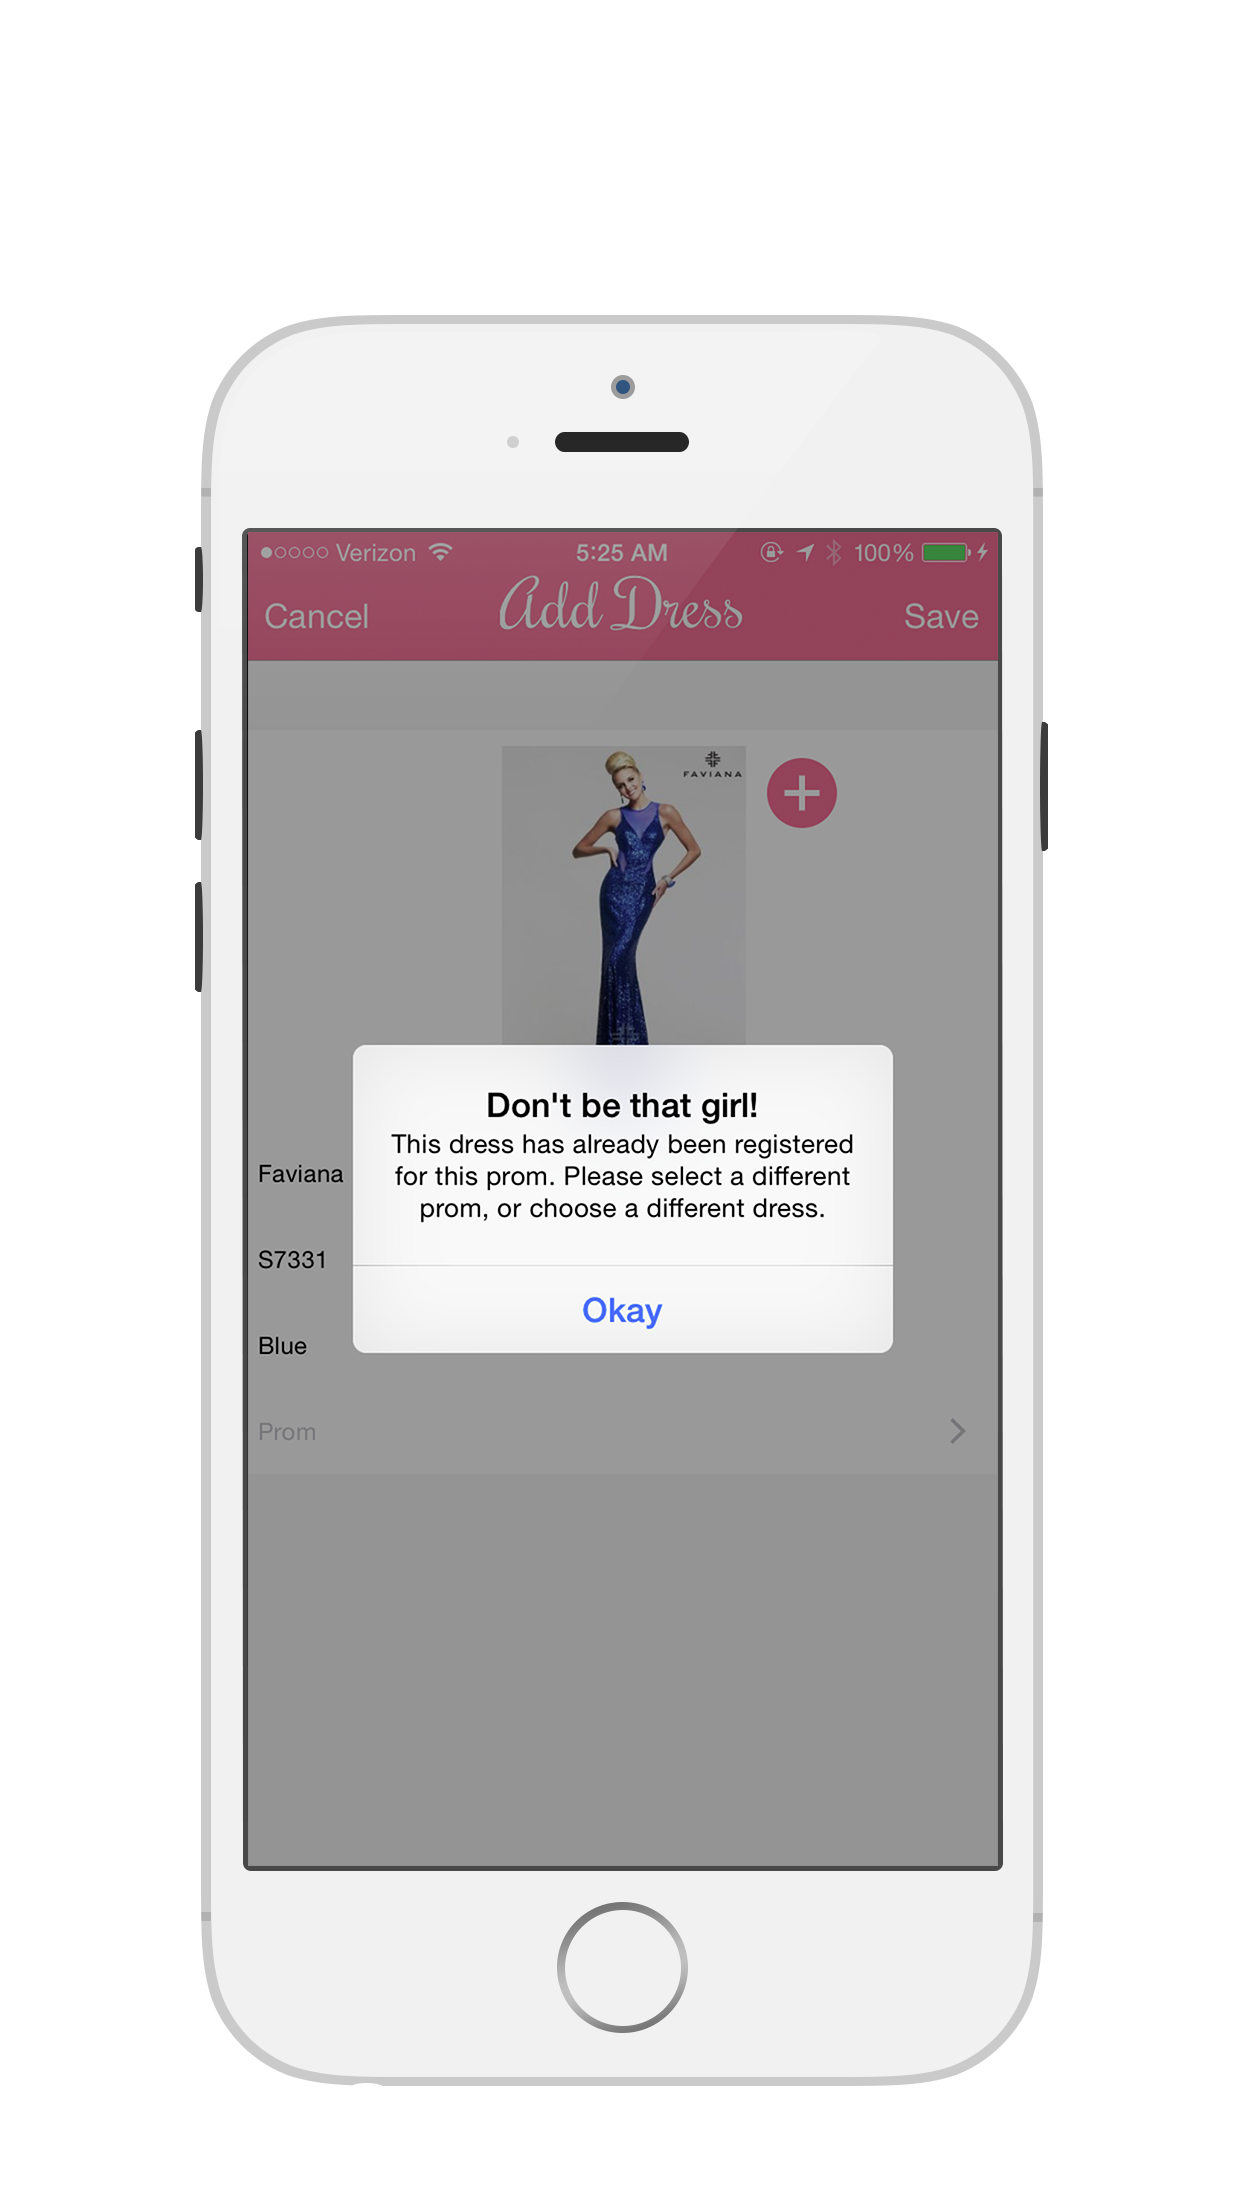 Verizon 5:25 AM 100%
Cancel Add Dress Save
FAVIANA
Don't be that girl!
This dress has already been registered
for this prom. Please select a different
prom, or choose a different dress.
Okay
Faviana
S7331
Blue
Prom